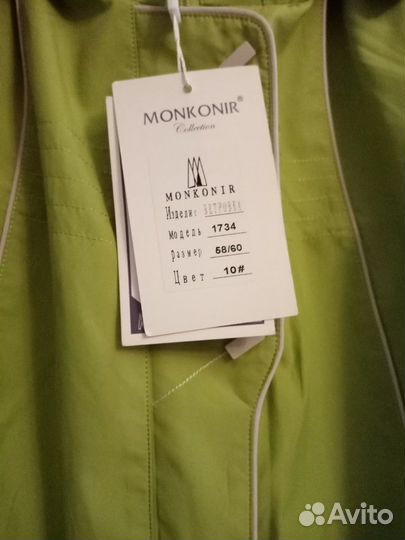 MONKONIR®
Collection
MONKONIR
Изделие ВЕТРОВКА
Модель 1734
Размер 58/60
Цвет 10#
Avito